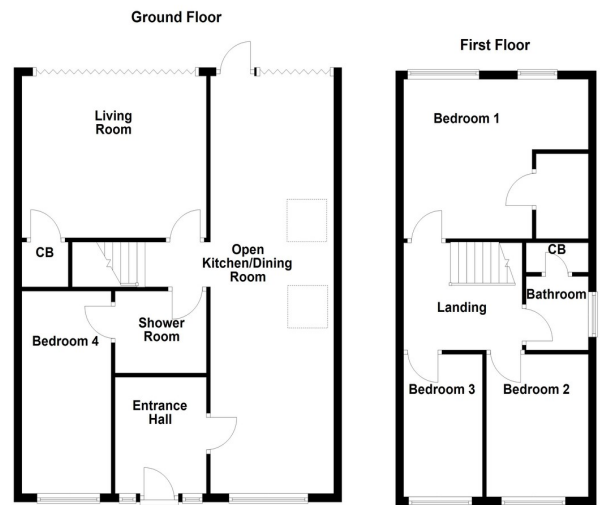 Ground Floor
Living
Room
CB
Open
Kitchen/Dining
Room
Shower
Room
Bedroom 4
Entrance
Hall
First Floor
Bedroom 1
CB
Bathroom
Landing
Bedroom 3
Bedroom 2